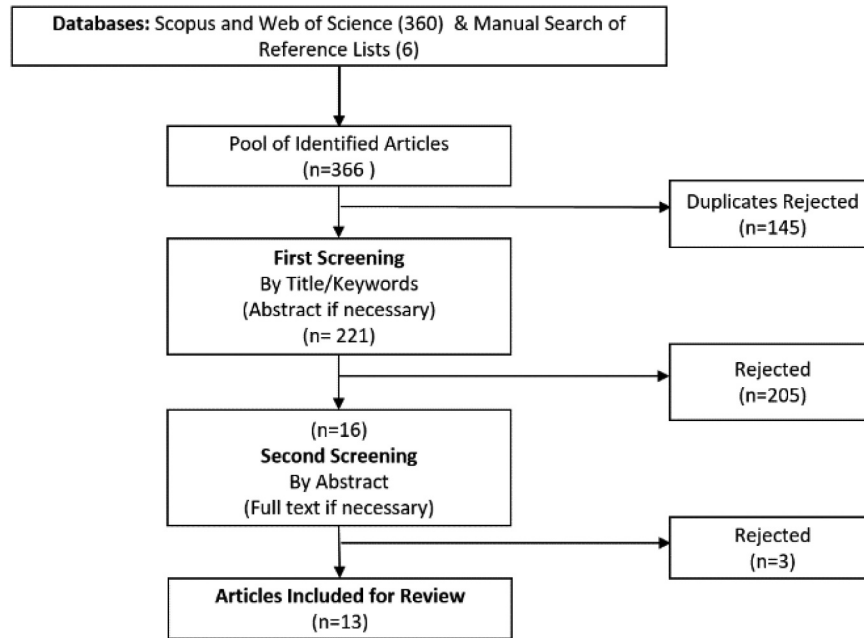 Databases: Scopus and Web of Science (360) & Manual Search of
Reference Lists (6)
Pool of Identified Articles
(n=366 )
Duplicates Rejected
(n=145)
First Screening
By Title/Keywords
(Abstract if necessary)
(n= 221)
Rejected
(n=205)
(n=16)
Second Screening
By Abstract
(Full text if necessary)
Rejected
(n=3)
Articles Included for Review
(n=13)